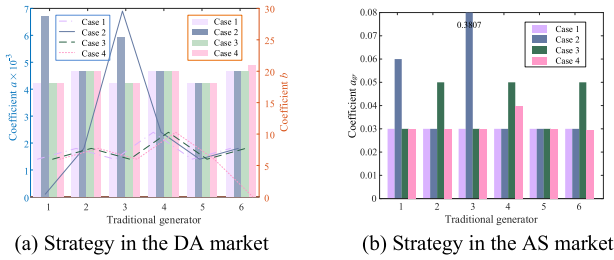 Coefficient a × 10⁻³
7
6
5
4
3
2
1
0
Case 1
Case 2
Case 3
Case 4
Case 1
Case 2
Case 3
Case 4
30
25
20
15
10
5
0
Coefficient b
1 2 3 4 5 6
Traditional generator
(a) Strategy in the DA market
Coefficient a_gr
0.08
0.07
0.06
0.05
0.04
0.03
0.02
0.01
0
0.3807
Case 1
Case 2
Case 3
Case 4
1 2 3 4 5 6
Traditional generator
(b) Strategy in the AS market